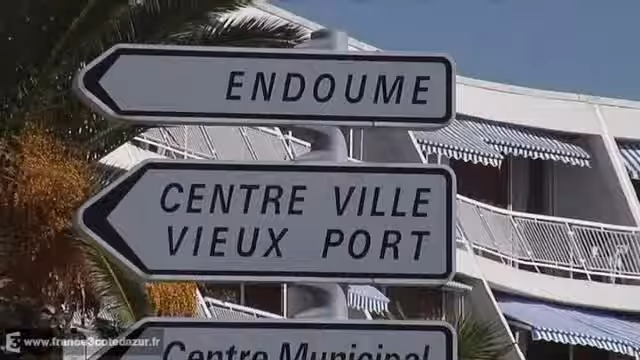 ENDOUME
CENTRE VILLE
VIEUX PORT
Centre Municipal
www.france3cotedazur.fr